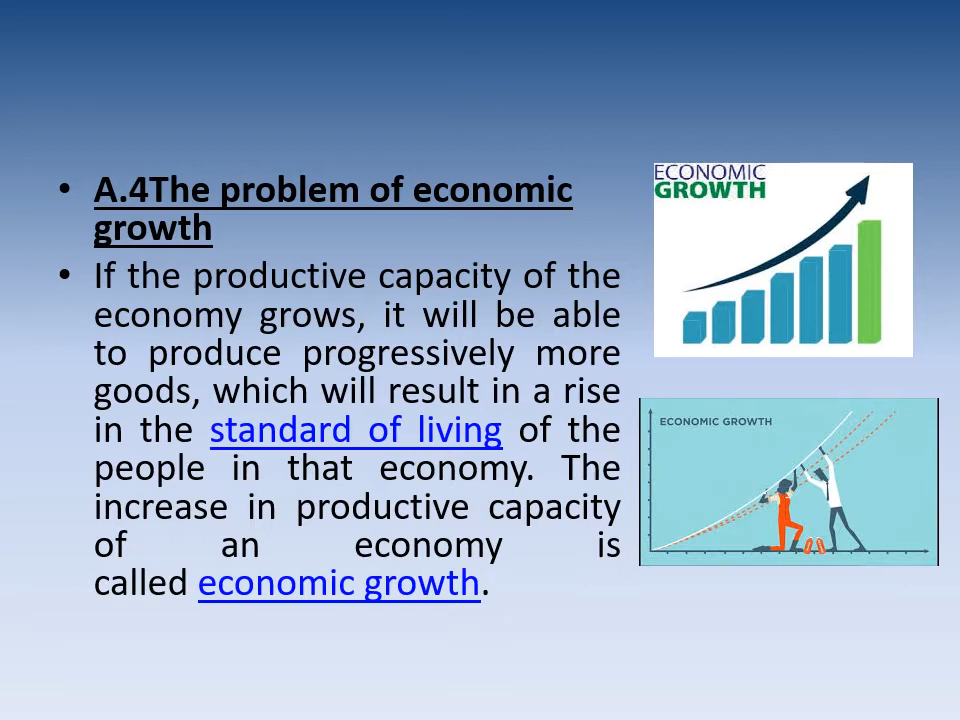 • A.4The problem of economic
growth
• If the productive capacity of the
economy grows, it will be able
to produce progressively more
goods, which will result in a rise
in the standard of living of the
people in that economy. The
increase in productive capacity
of an economy is
called economic growth.
ECONOMIC
GROWTH
ECONOMIC GROWTH